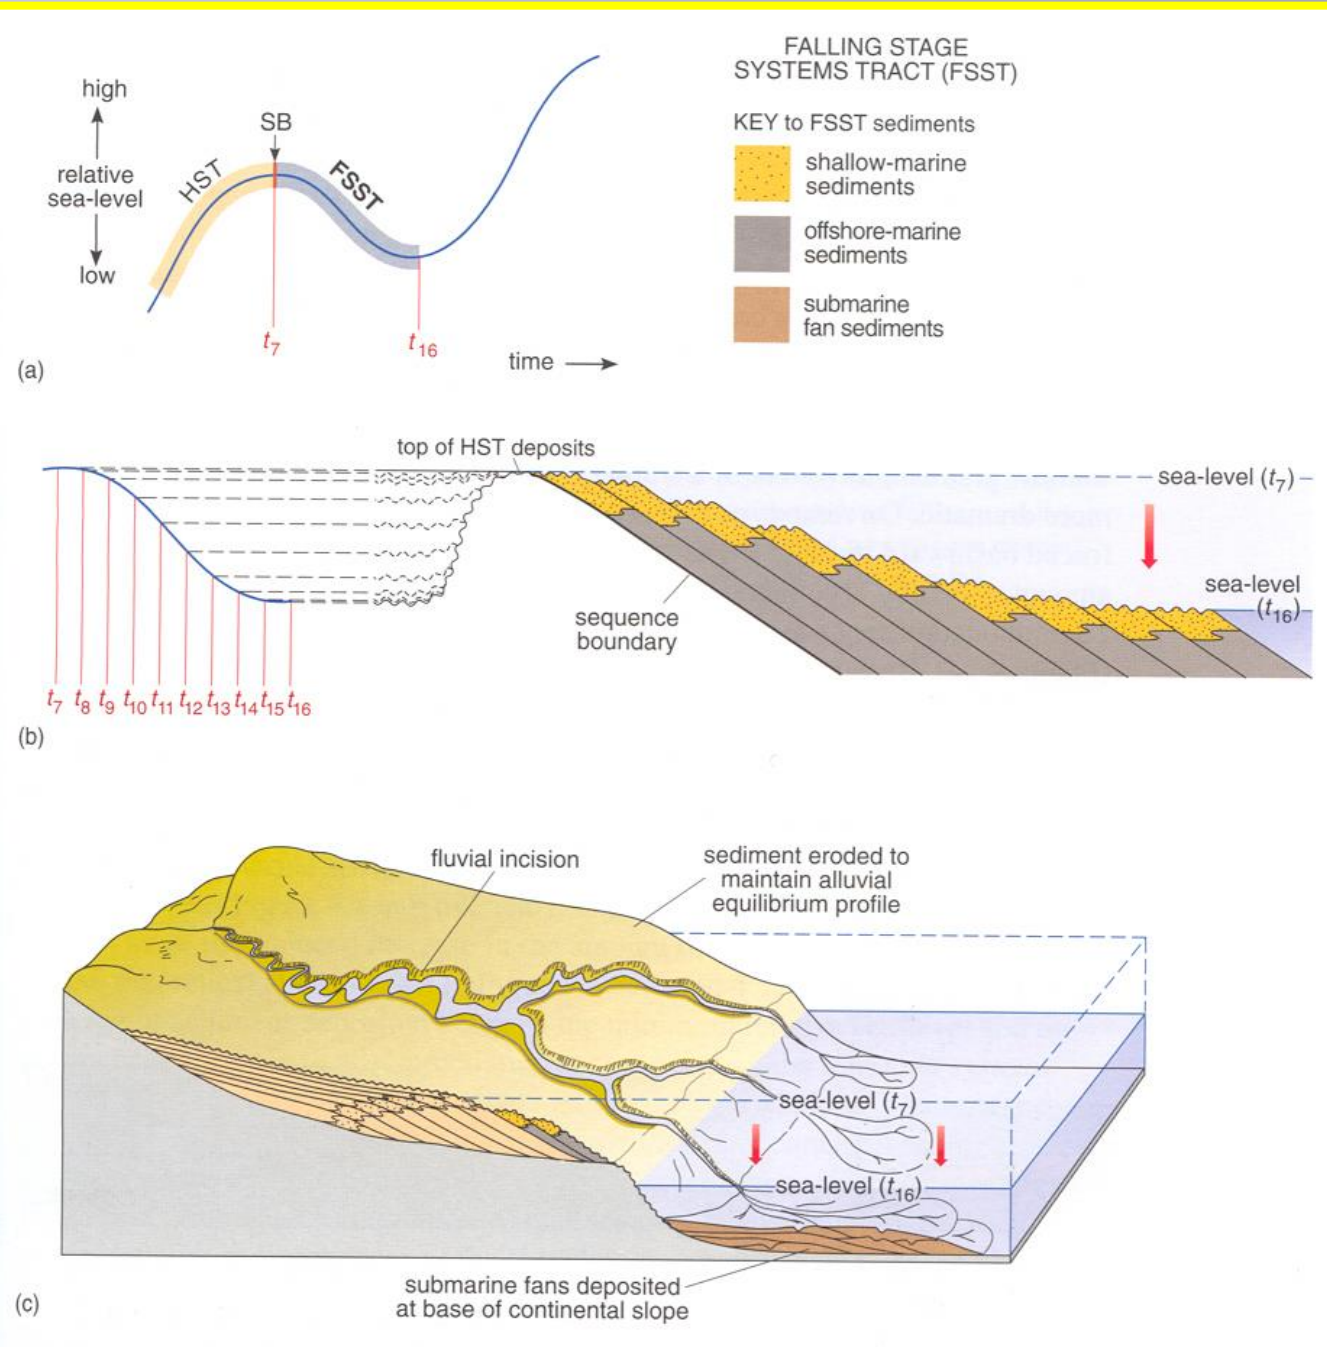 FALLING STAGE
SYSTEMS TRACT (FSST)
KEY to FSST sediments
shallow-marine
sediments
offshore-marine
sediments
submarine
fan sediments
high
relative
sea-level
low
HST
SB
FSST
t7
t16
time
(a)
top of HST deposits
sea-level (t7)
sea-level
(t16)
sequence
boundary
t7 t8 t9 t10 t11 t12 t13 t14 t15 t16
(b)
fluvial incision
sediment eroded to
maintain alluvial
equilibrium profile
sea-level (t7)
sea-level (t16)
submarine fans deposited
at base of continental slope
(c)